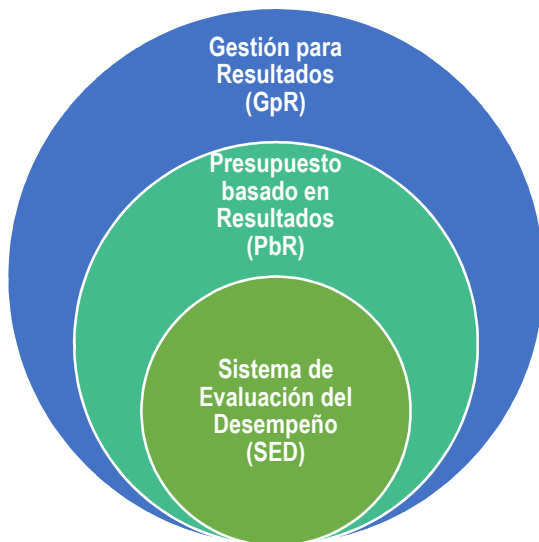 Gestión para
Resultados
(GpR)
Presupuesto
basado en
Resultados
(PbR)
Sistema de
Evaluación del
Desempeño
(SED)